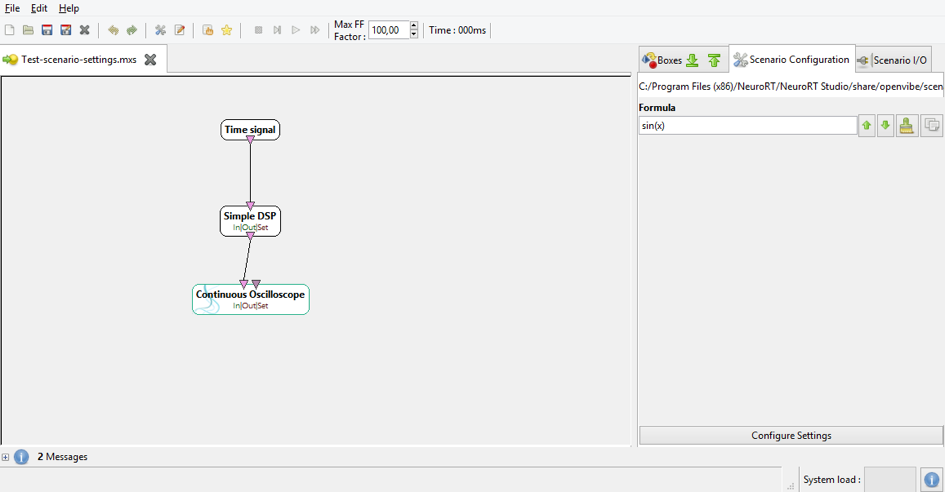 File Edit Help
Max FF
Factor : 100,00 Time : 000ms
Test-scenario-settings.mxs
Boxes Scenario Configuration Scenario I/O
C:/Program Files (x86)/NeuroRT/NeuroRT Studio/share/openvibe/scen
Formula
sin(x)
Time signal
Simple DSP
In|Out|Set
Continuous Oscilloscope
In|Out|Set
Configure Settings
2 Messages
System load :